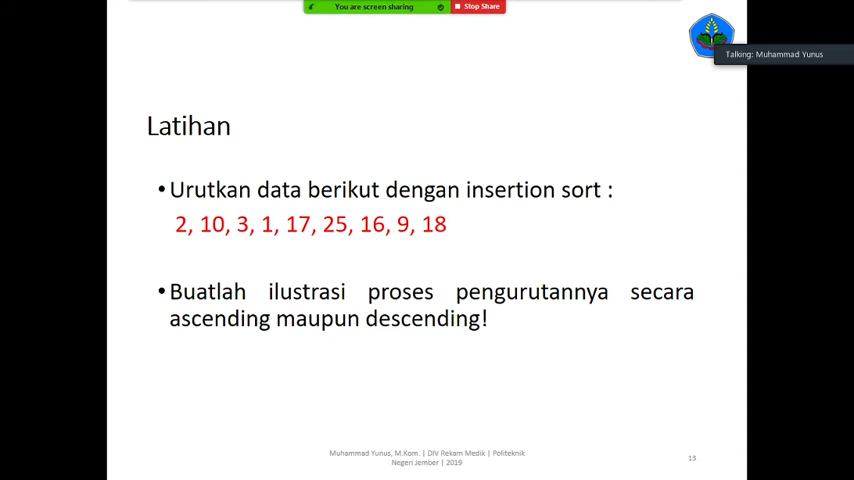 You are screen sharing
Stop Share
Talking: Muhammad Yunus
Latihan
• Urutkan data berikut dengan insertion sort :
2, 10, 3, 1, 17, 25, 16, 9, 18
• Buatlah ilustrasi proses pengurutannya secara
ascending maupun descending!
Muhammad Yunus, M.Kom. | DIV Rekam Medik | Politeknik
Negeri Jember | 2019
13